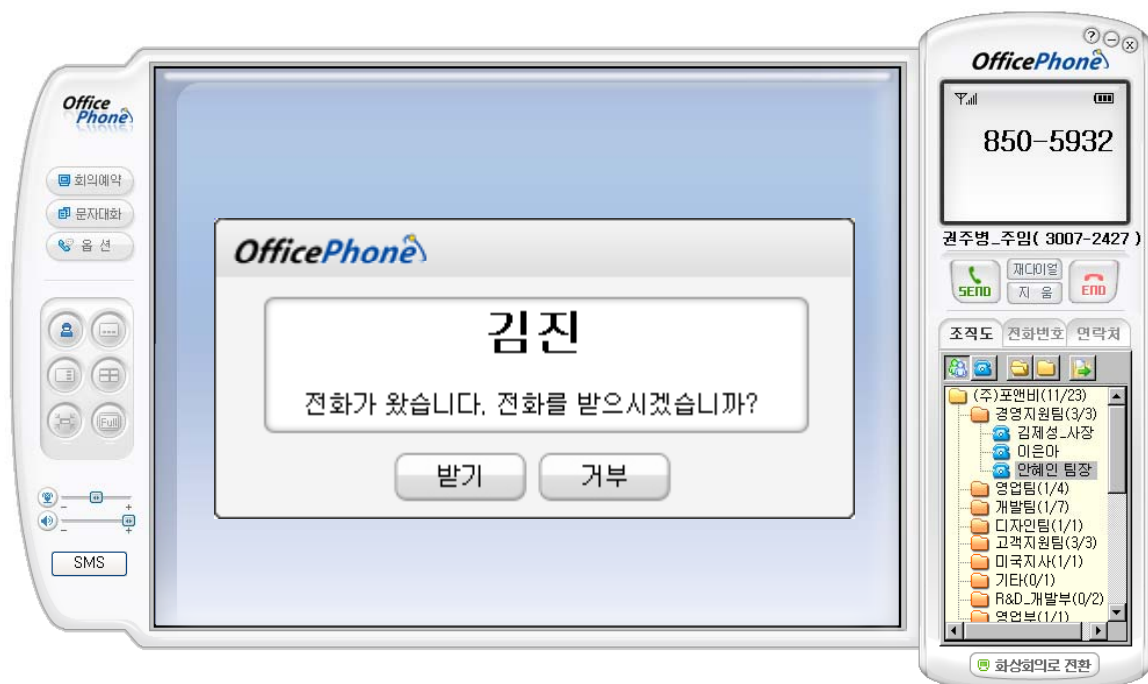 Office
Phone
회의예약
문자대화
옵 션
Full
SMS
OfficePhone
김진
전화가 왔습니다. 전화를 받으시겠습니까?
받기
거부
OfficePhone
850-5932
권주병_주임( 3007-2427 )
SEND
재다이얼
지 움
END
조직도 전화번호 연락처
(주)포앤비(11/23)
경영지원팀(3/3)
김제성_사장
이은아
안혜인 팀장
영업팀(1/4)
개발팀(1/7)
디자인팀(1/1)
고객지원팀(3/3)
미국지사(1/1)
기타(0/1)
R&D_개발부(0/2)
영업부(1/1)
화상회의로 전환